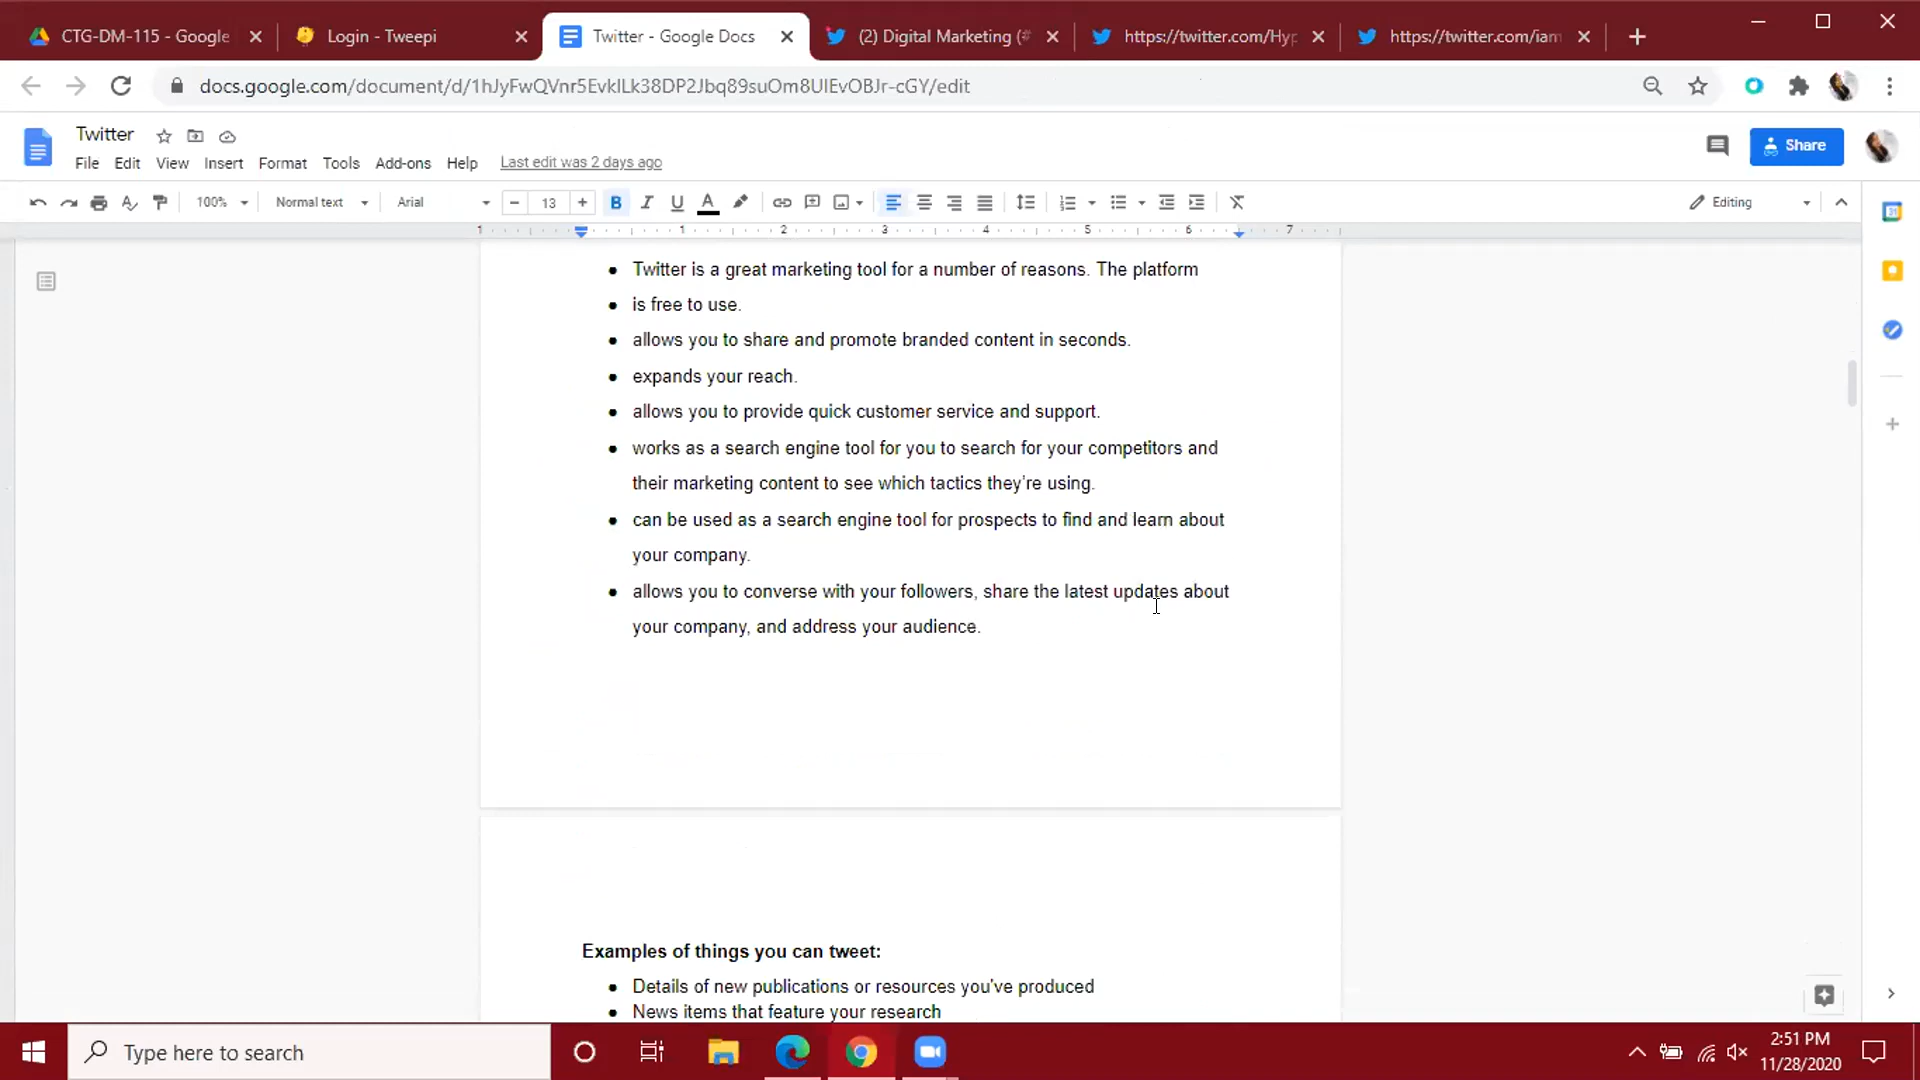 CTG-DM-115 - Google
Login - Tweepi
Twitter - Google Docs
(2) Digital Marketing (#
https://twitter.com/Hyp
https://twitter.com/iam
docs.google.com/document/d/1hJyFwQVnr5EvklLk38DP2Jbq89suOm8UlEvOBJr-cGY/edit
Twitter
File Edit View Insert Format Tools Add-ons Help Last edit was 2 days ago
Share
100% Normal text Arial 13 B I U A Editing
1 1 2 3 4 5 6 7
Twitter is a great marketing tool for a number of reasons. The platform
is free to use.
allows you to share and promote branded content in seconds.
expands your reach.
allows you to provide quick customer service and support.
works as a search engine tool for you to search for your competitors and
their marketing content to see which tactics they're using.
can be used as a search engine tool for prospects to find and learn about
your company.
allows you to converse with your followers, share the latest updates about
your company, and address your audience.
Examples of things you can tweet:
Details of new publications or resources you've produced
News items that feature your research
Type here to search
2:51 PM
11/28/2020